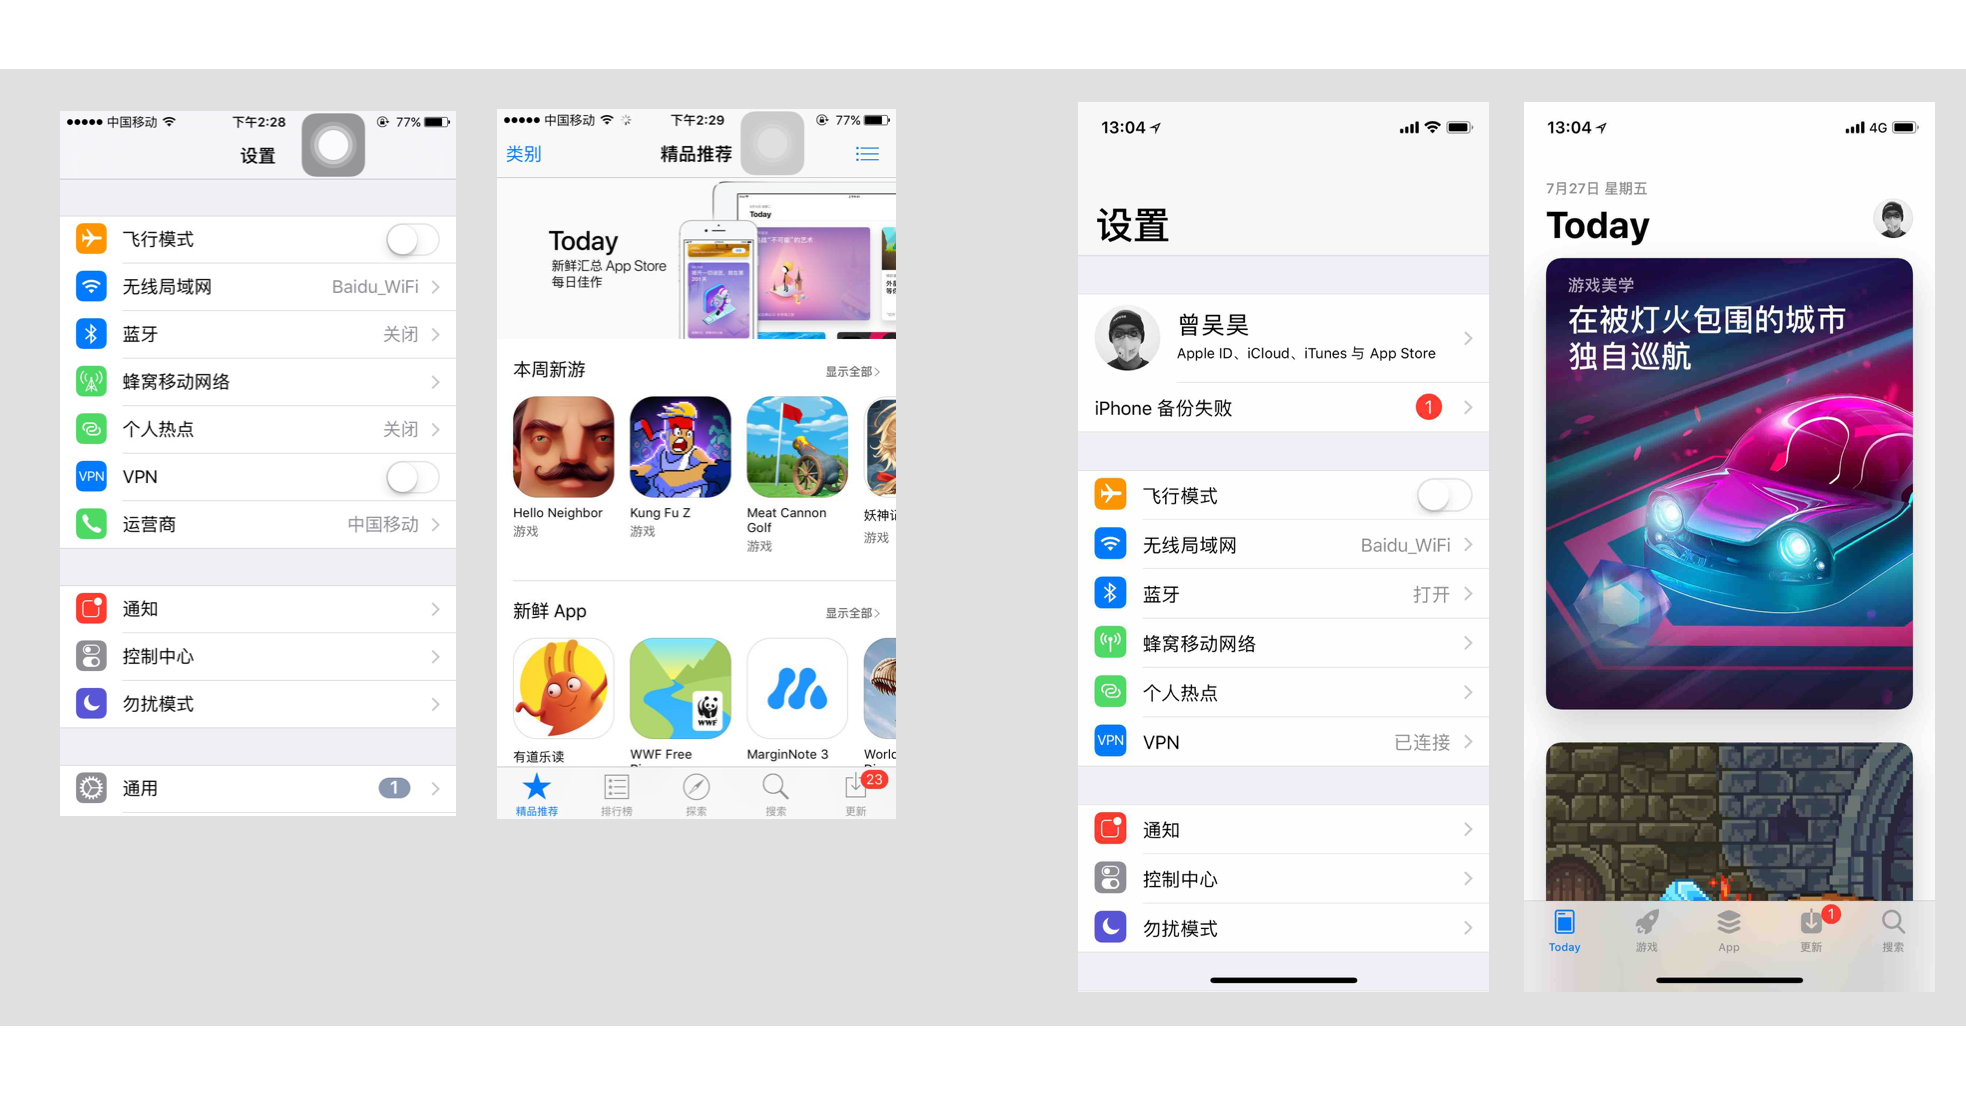 中国移动 下午2:28 77%
设置
飞行模式
无线局域网 Baidu_WiFi
蓝牙 关闭
蜂窝移动网络
个人热点 关闭
VPN VPN
运营商 中国移动
通知
控制中心
勿扰模式
通用 1
中国移动 下午2:29 77%
类别 精品推荐
Today
Today
新鲜汇总 App Store
每日佳作
本周新游 显示全部
Hello Neighbor
游戏
Kung Fu Z
游戏
Meat Cannon
Golf
游戏
妖神记
游戏
新鲜 App 显示全部
WWF
有道乐读
WWF Free
MarginNote 3
World
精品推荐 排行榜 探索 搜索 更新 23
13:04
设置
曾吴昊
Apple ID、iCloud、iTunes 与 App Store
iPhone 备份失败 1
飞行模式
无线局域网 Baidu_WiFi
蓝牙 打开
蜂窝移动网络
个人热点
VPN VPN 已连接
通知
控制中心
勿扰模式
13:04 4G
7月27日 星期五
Today
游戏美学
在被灯火包围的城市
独自巡航
Today 游戏 App 更新 1 搜索